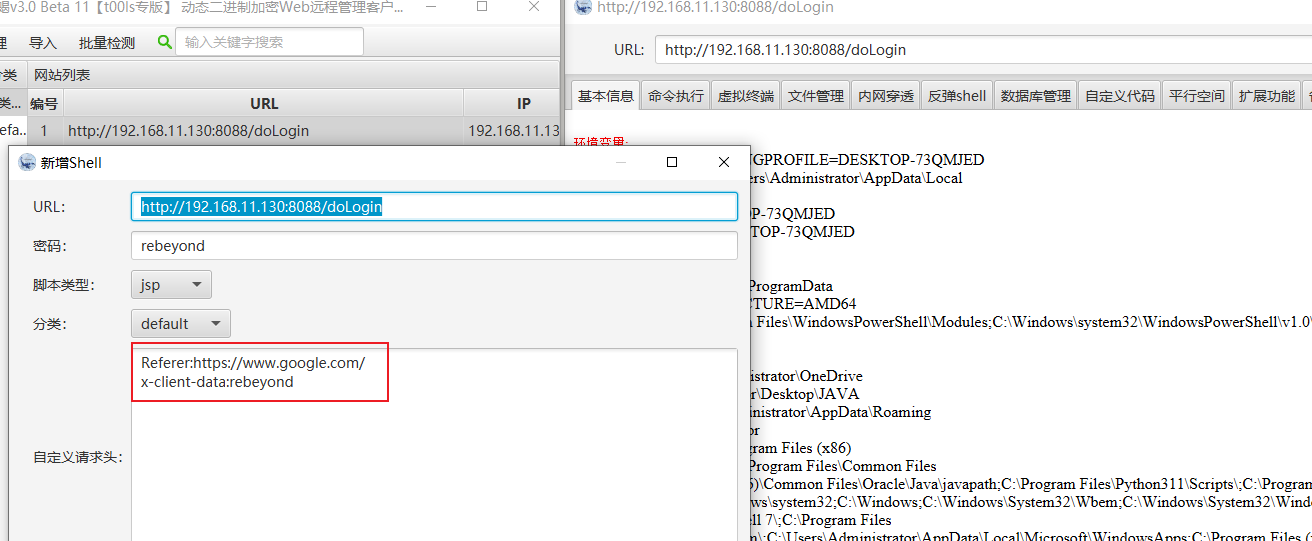 v3.0 Beta 11【t00ls专版】 动态二进制加密Web远程管理客户...
理 导入 批量检测 输入关键字搜索
分类 网站列表
类... 编号 URL IP
efa... 1 http://192.168.11.130:8088/doLogin 192.168.11.13
新增Shell
URL: http://192.168.11.130:8088/doLogin
密码: rebeyond
脚本类型: jsp
分类: default
Referer:https://www.google.com/
x-client-data:rebeyond
自定义请求头:
http://192.168.11.130:8088/doLogin
URL: http://192.168.11.130:8088/doLogin
基本信息 命令执行 虚拟终端 文件管理 内网穿透 反弹shell 数据库管理 自定义代码 平行空间 扩展功能
环境变量:
NGPROFILE=DESKTOP-73QMJED
ers\Administrator\AppData\Local
OP-73QMJED
TOP-73QMJED
ProgramData
CTURE=AMD64
n Files\WindowsPowerShell\Modules;C:\Windows\system32\WindowsPowerShell\v1.0\
istrator\OneDrive
r\Desktop\JAVA
ministrator\AppData\Roaming
or
gram Files (x86)
Program Files\Common Files
6)\Common Files\Oracle\Java\javapath;C:\Program Files\Python311\Scripts\;C:\Program
ws\system32;C:\Windows;C:\Windows\System32\Wbem;C:\Windows\System32\Windo
ell 7\;C:\Program Files
n\;C:\Users\Administrator\AppData\Local\Microsoft\WindowsApps;C:\Program Files (